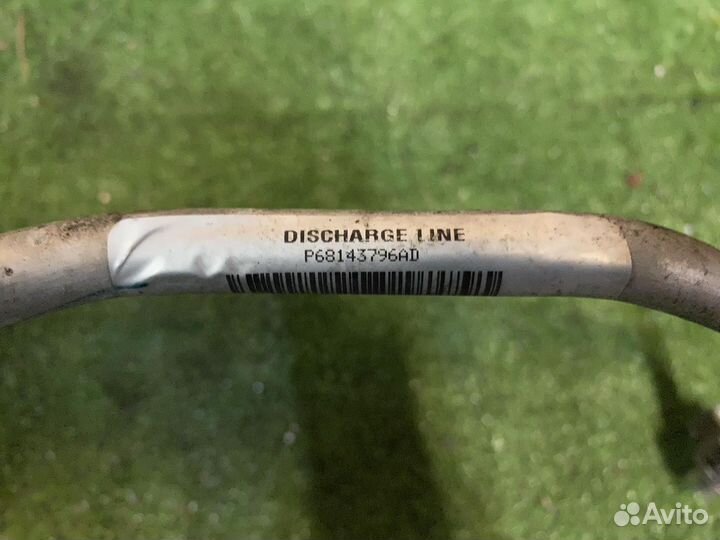 DISCHARGE LINE
P68143796AD
Avito